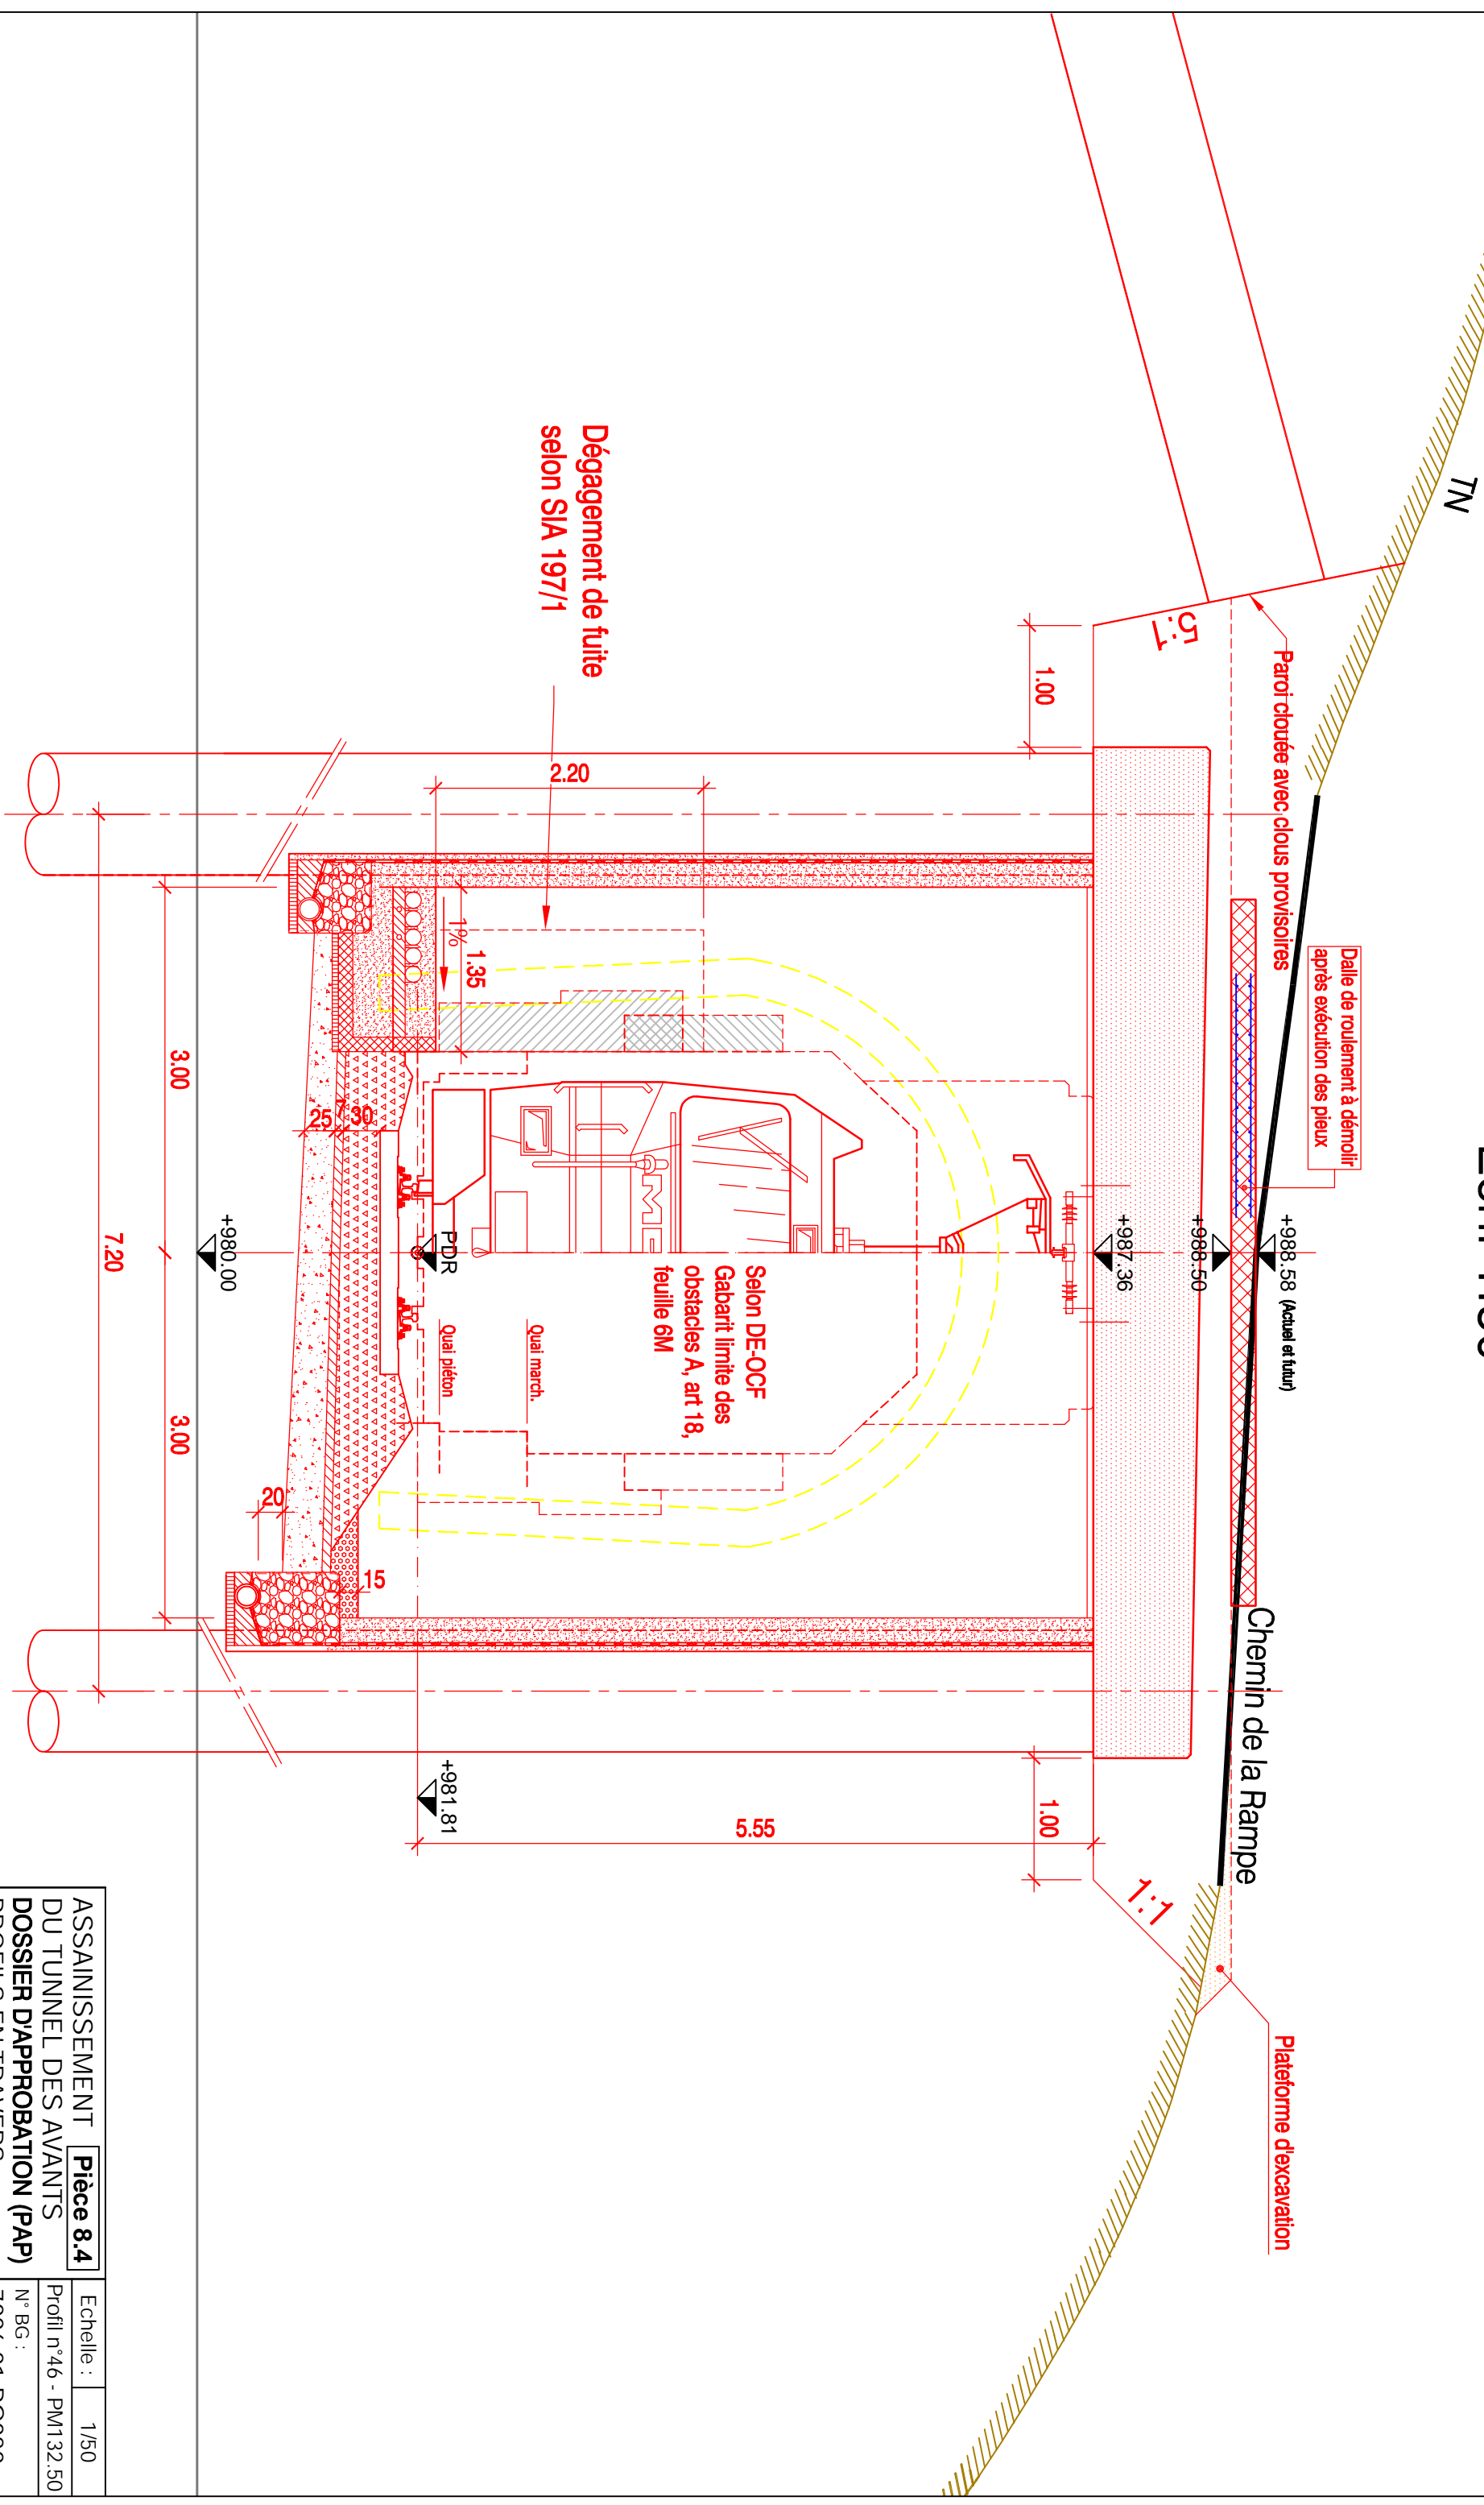 TN
Paroi clouée avec clous provisoires
5:1
1.00
Dalle de roulement à démolir
après exécution des pieux
+988.58 (Actuel et futur)
+988.50
+987.36
Chemin de la Rampe
Plateforme d'excavation
1:1
1.00
5.55
+981.81
Dégagement de fuite
selon SIA 197/1
2.20
1%
1.35
Selon DE-OCF
Gabarit limite des
obstacles A, art 18,
feuille 6M
Quai march.
Quai piéton
PDR
30
7
25
15
20
+980.00
3.00
3.00
7.20
ASSAINISSEMENT
Pièce 8.4
DU TUNNEL DES AVANTS
DOSSIER D'APPROBATION (PAP)
Echelle :
1/50
Profil n°46 - PM132.50
N° BG :